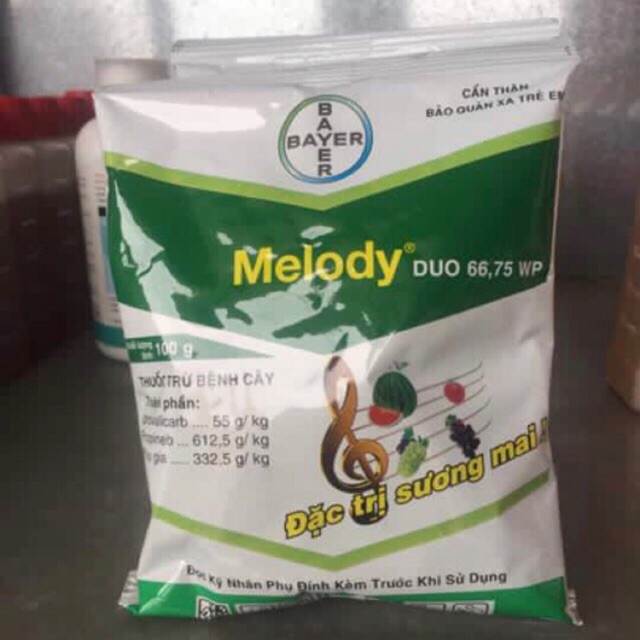 CẨN THẬN
BẢO QUẢN XA TRẺ EM
BAYER
BAYER
Melody® DUO 66,75 WP
100 g
THUỐC TRỪ BỆNH CÂY
Thành phần:
.... 55 g/ kg
... 612,5 g/ kg
gia ..... 332,5 g/ kg
Đặc trị sương mai
Đọc Kỹ Nhãn Phụ Đính Kèm Trước Khi Sử Dụng